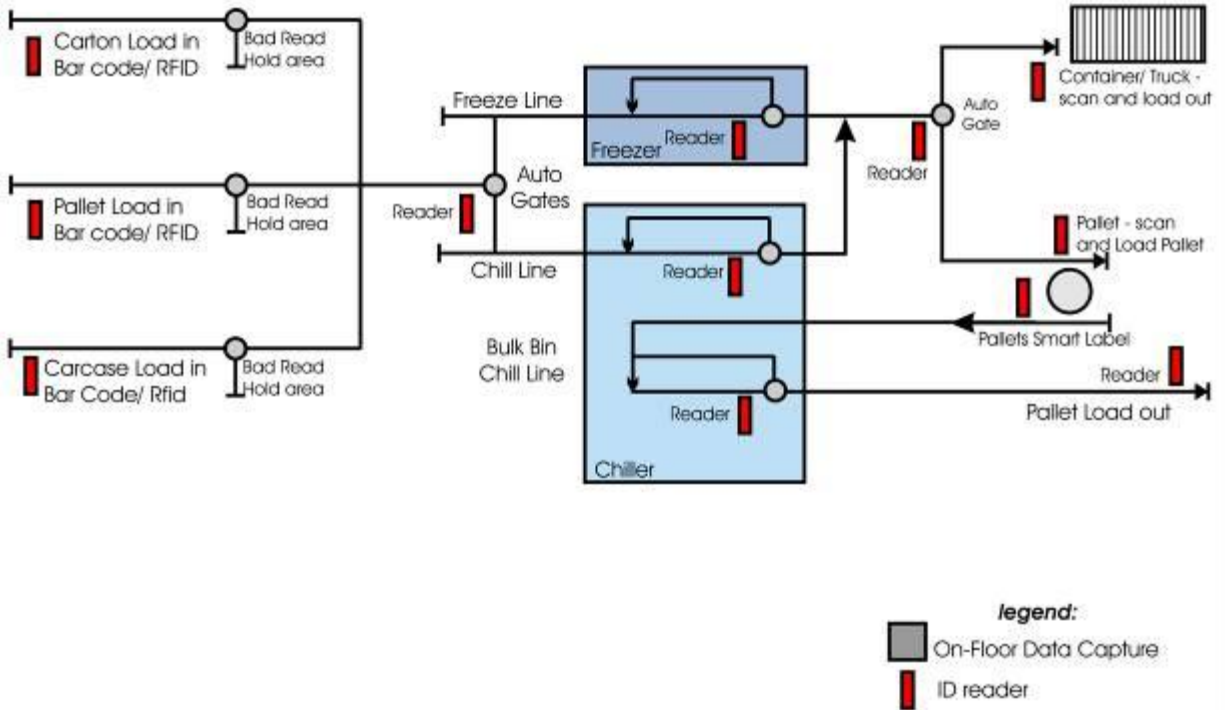 Carton Load in
Bar code/ RFID
Bad Read
Hold area
Pallet Load in
Bar code/ RFID
Bad Read
Hold area
Carcase Load in
Bar Code/ Rfid
Bad Read
Hold area
Reader
Auto
Gates
Freeze Line
Chill Line
Reader
Freezer
Reader
Bulk Bin
Chill Line
Reader
Chiller
Reader
Auto
Gate
Container/ Truck -
scan and load out
Pallet - scan
and Load Pallet
Pallets Smart Label
Reader
Pallet Load out
legend:
On-Floor Data Capture
ID reader